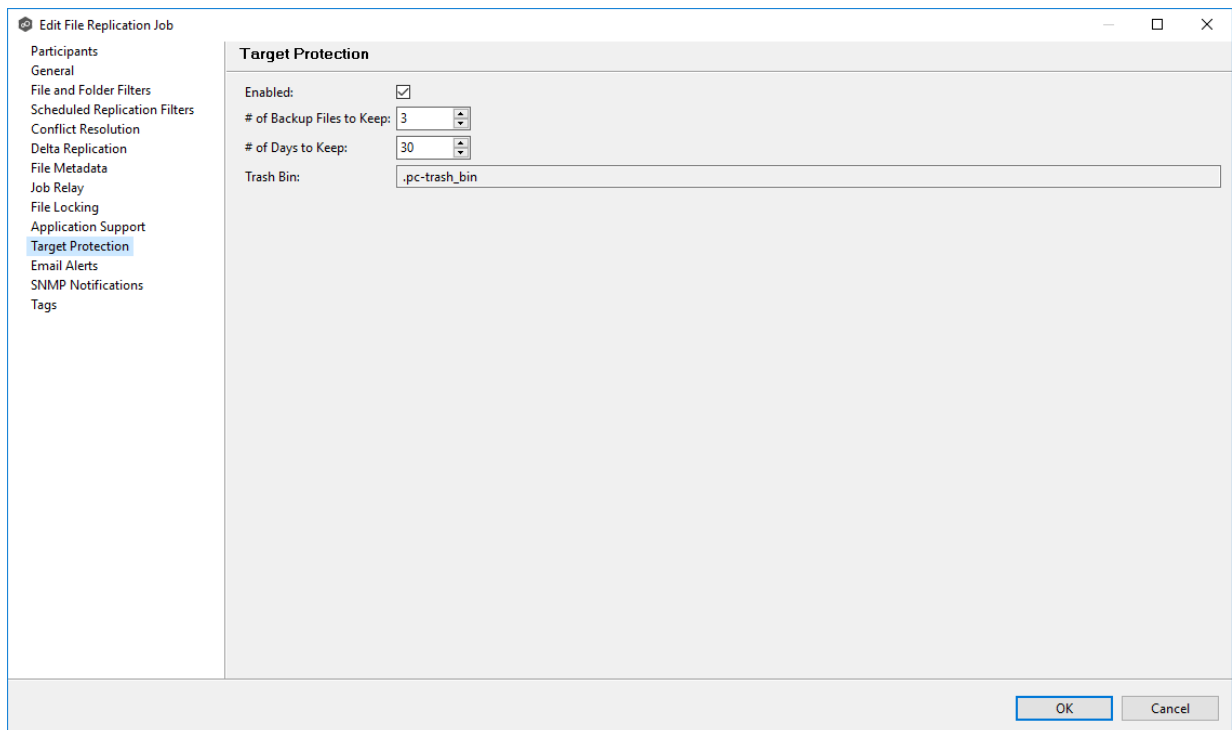 Edit File Replication Job
Participants
General
File and Folder Filters
Scheduled Replication Filters
Conflict Resolution
Delta Replication
File Metadata
Job Relay
File Locking
Application Support
Target Protection
Email Alerts
SNMP Notifications
Tags
Target Protection
Enabled:
# of Backup Files to Keep: 3
# of Days to Keep: 30
Trash Bin: .pc-trash_bin
OK Cancel